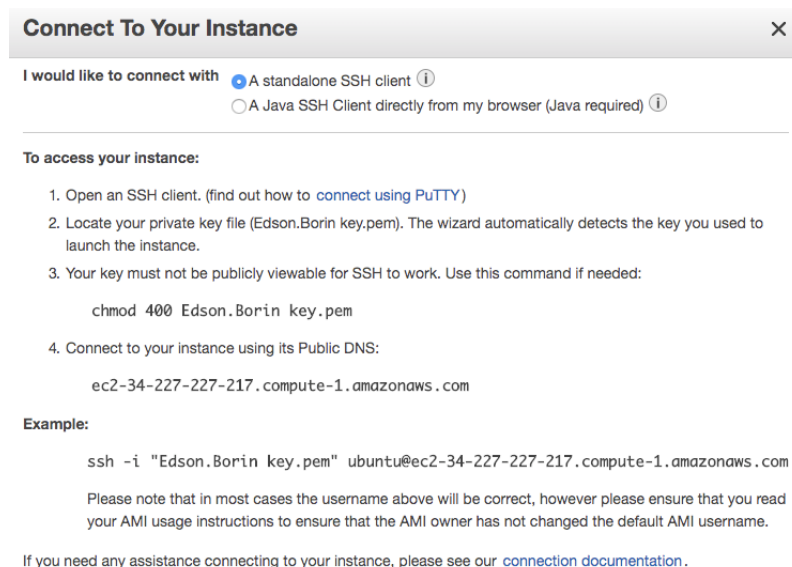 Connect To Your Instance
I would like to connect with
A standalone SSH client
A Java SSH Client directly from my browser (Java required)
To access your instance:
1. Open an SSH client. (find out how to connect using PuTTY)
2. Locate your private key file (Edson.Borin key.pem). The wizard automatically detects the key you used to
launch the instance.
3. Your key must not be publicly viewable for SSH to work. Use this command if needed:
chmod 400 Edson.Borin key.pem
4. Connect to your instance using its Public DNS:
ec2-34-227-227-217.compute-1.amazonaws.com
Example:
ssh -i "Edson.Borin key.pem" ubuntu@ec2-34-227-227-217.compute-1.amazonaws.com
Please note that in most cases the username above will be correct, however please ensure that you read
your AMI usage instructions to ensure that the AMI owner has not changed the default AMI username.
If you need any assistance connecting to your instance, please see our connection documentation.